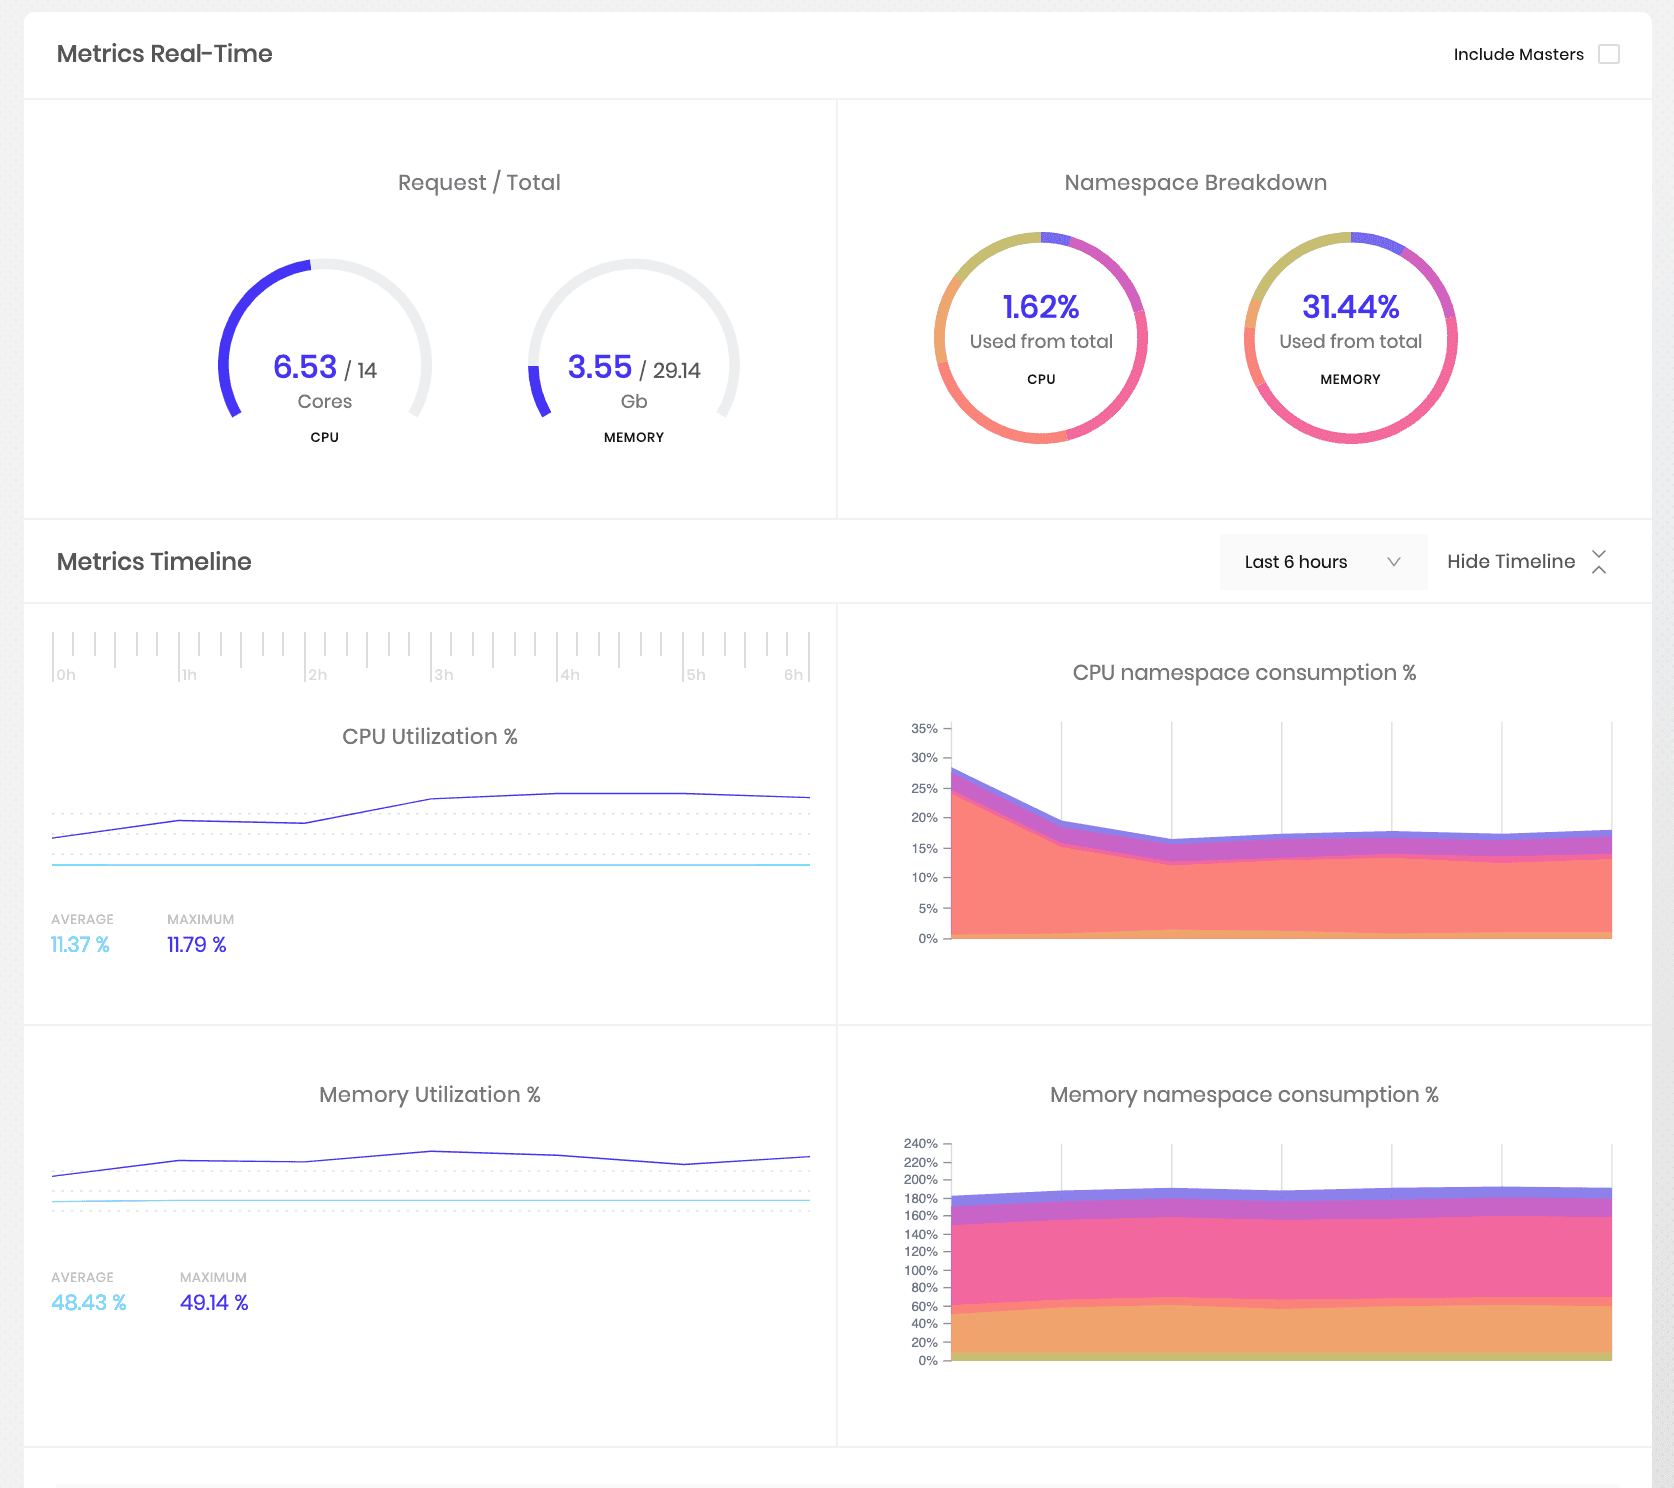 Metrics Real-Time
Include Masters
Request / Total
6.53 / 14
Cores
CPU
3.55 / 29.14
Gb
MEMORY
Namespace Breakdown
1.62%
Used from total
CPU
31.44%
Used from total
MEMORY
Metrics Timeline
Last 6 hours
Hide Timeline
0h 1h 2h 3h 4h 5h 6h
CPU Utilization %
AVERAGE MAXIMUM
11.37 % 11.79 %
CPU namespace consumption %
35%
30%
25%
20%
15%
10%
5%
0%
Memory Utilization %
AVERAGE MAXIMUM
48.43 % 49.14 %
Memory namespace consumption %
240%
220%
200%
180%
160%
140%
120%
100%
80%
60%
40%
20%
0%